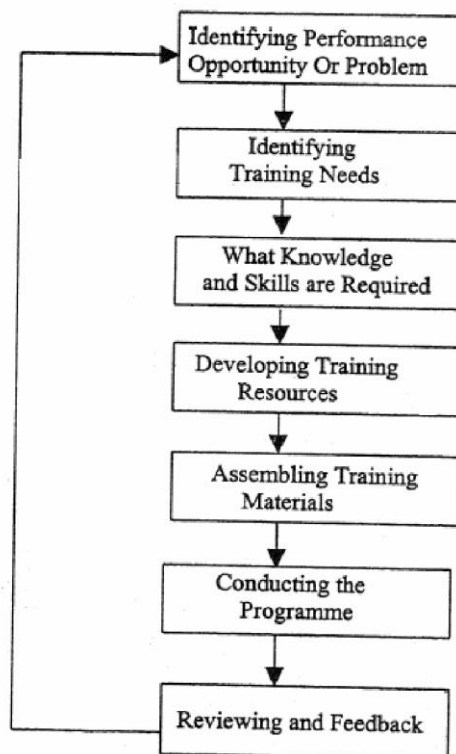 Identifying Performance
Opportunity Or Problem
Identifying
Training Needs
What Knowledge
and Skills are Required
Developing Training
Resources
Assembling Training
Materials
Conducting the
Programme
Reviewing and Feedback